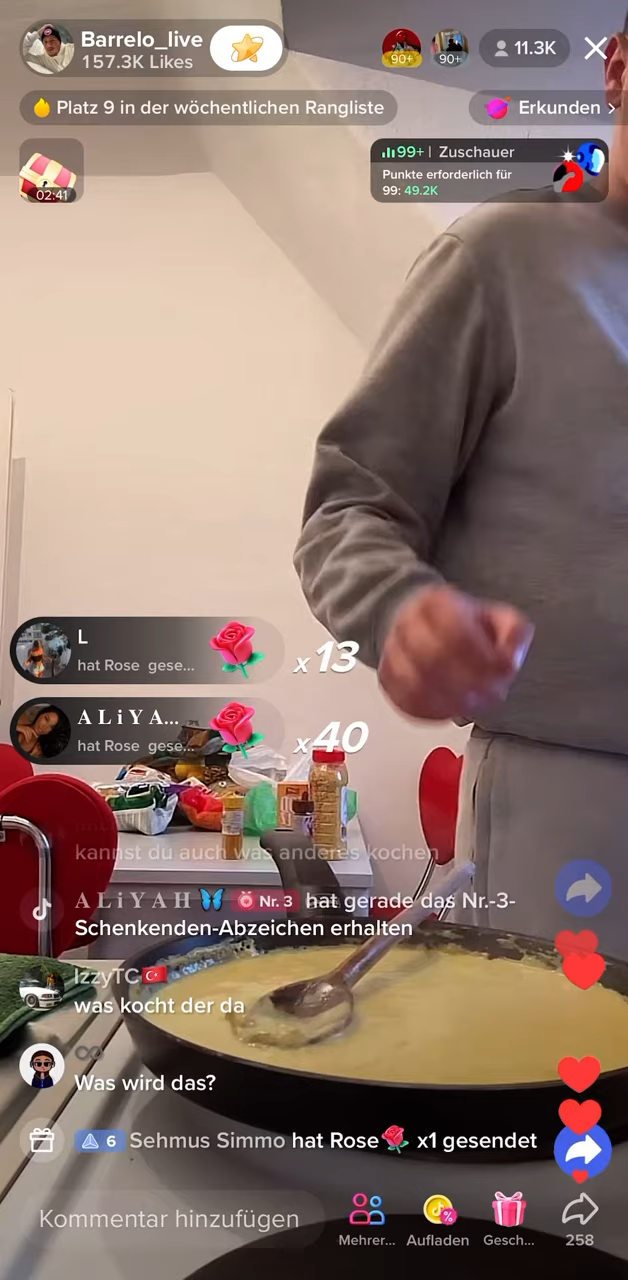 Barrelo_live
157.3K Likes
90+
90+
11.3K
Platz 9 in der wöchentlichen Rangliste
Erkunden
02:41
99+ | Zuschauer
Punkte erforderlich für
99: 49.2K
L
hat Rose gese...
x13
A L i Y A...
hat Rose gese...
x40
kannst du auch was anderes kochen
A L i Y A H 🦋 Nr. 3 hat gerade das Nr.-3-
Schenkenden-Abzeichen erhalten
IzzyTC🇹🇷
was kocht der da
∞
Was wird das?
6 Sehmus Simmo hat Rose🌹 x1 gesendet
Kommentar hinzufügen
Mehrer...
Aufladen
Gesch...
258